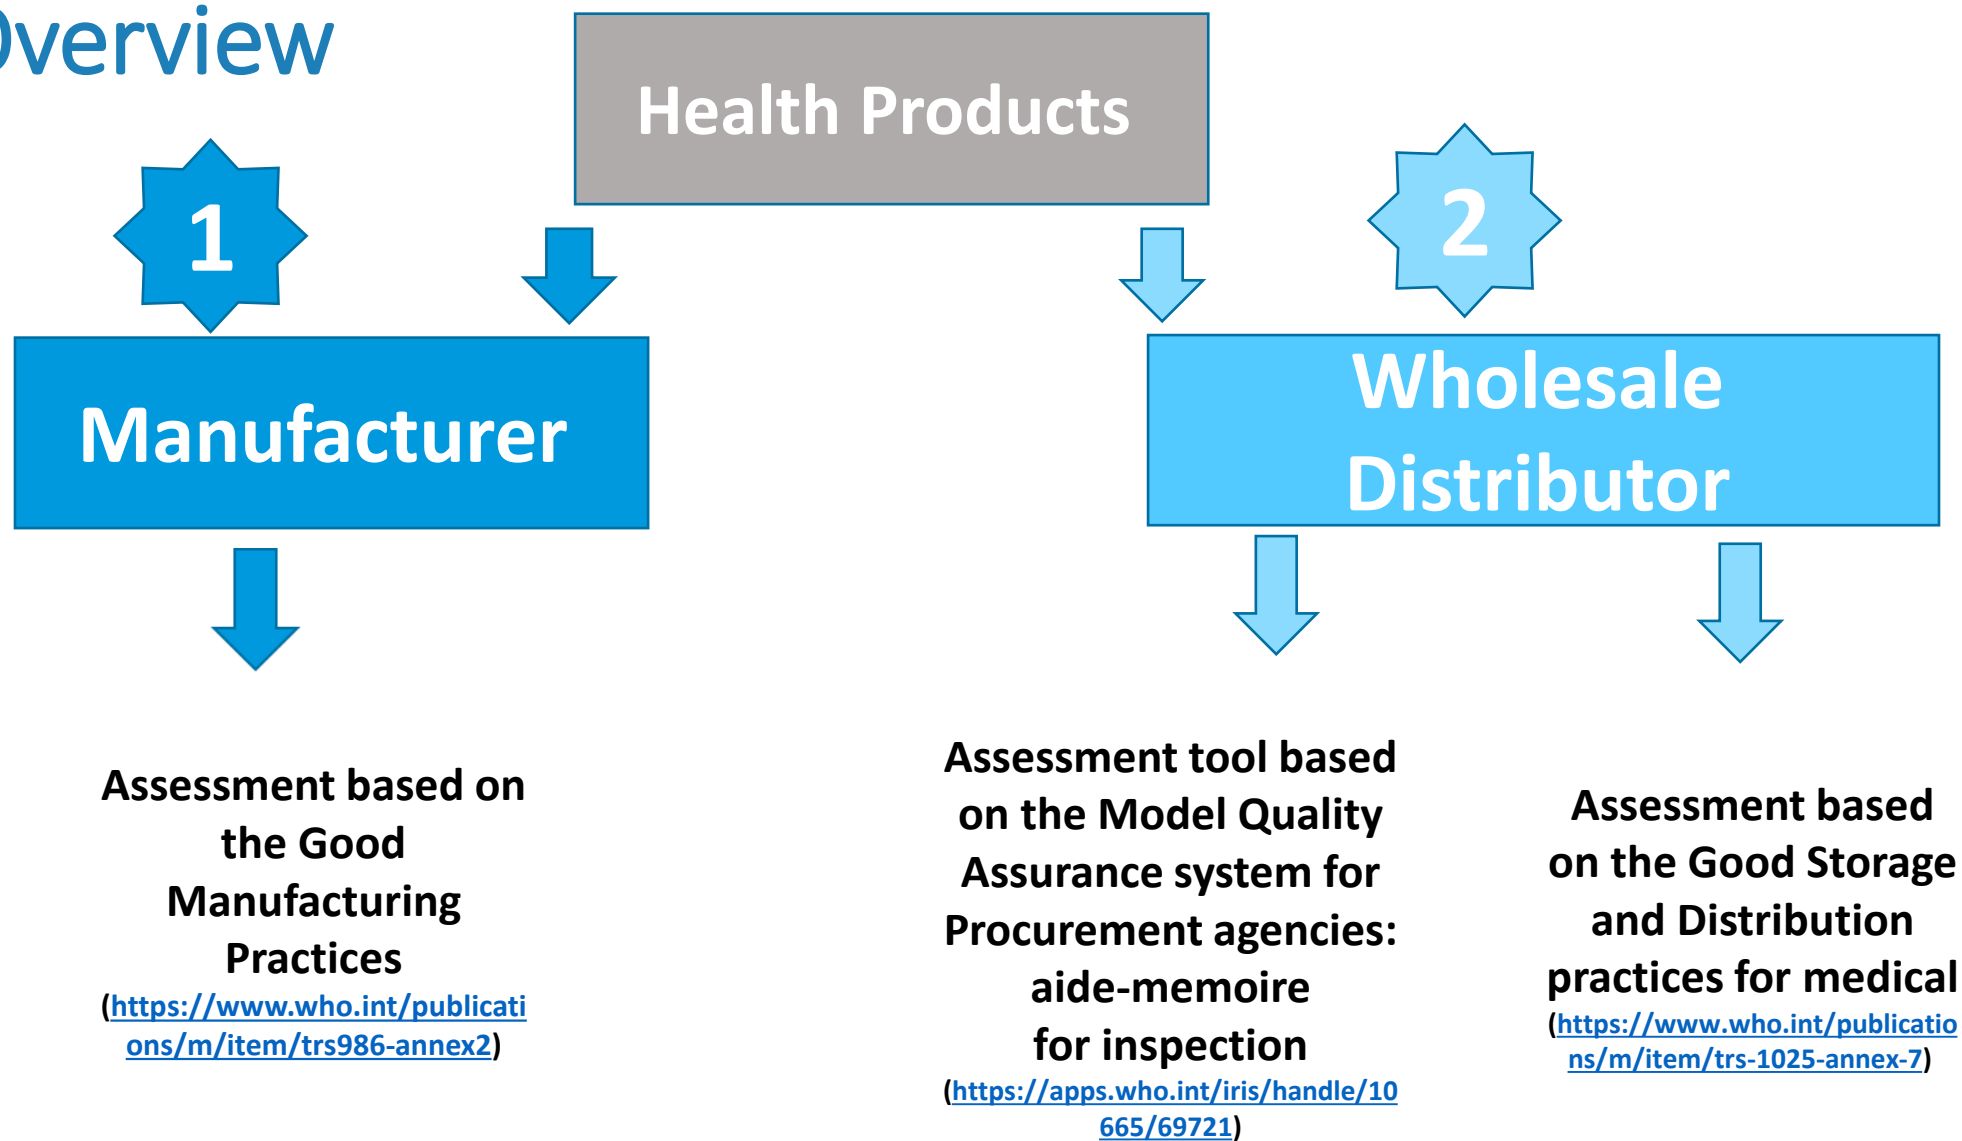 Overview
Health Products
1
2
Manufacturer
Wholesale
Distributor
Assessment based on
the Good
Manufacturing
Practices
(https://www.who.int/publicati
ons/m/item/trs986-annex2)
Assessment tool based
on the Model Quality
Assurance system for
Procurement agencies:
aide-memoire
for inspection
(https://apps.who.int/iris/handle/10
665/69721)
Assessment based
on the Good Storage
and Distribution
practices for medical
(https://www.who.int/publicatio
ns/m/item/trs-1025-annex-7)